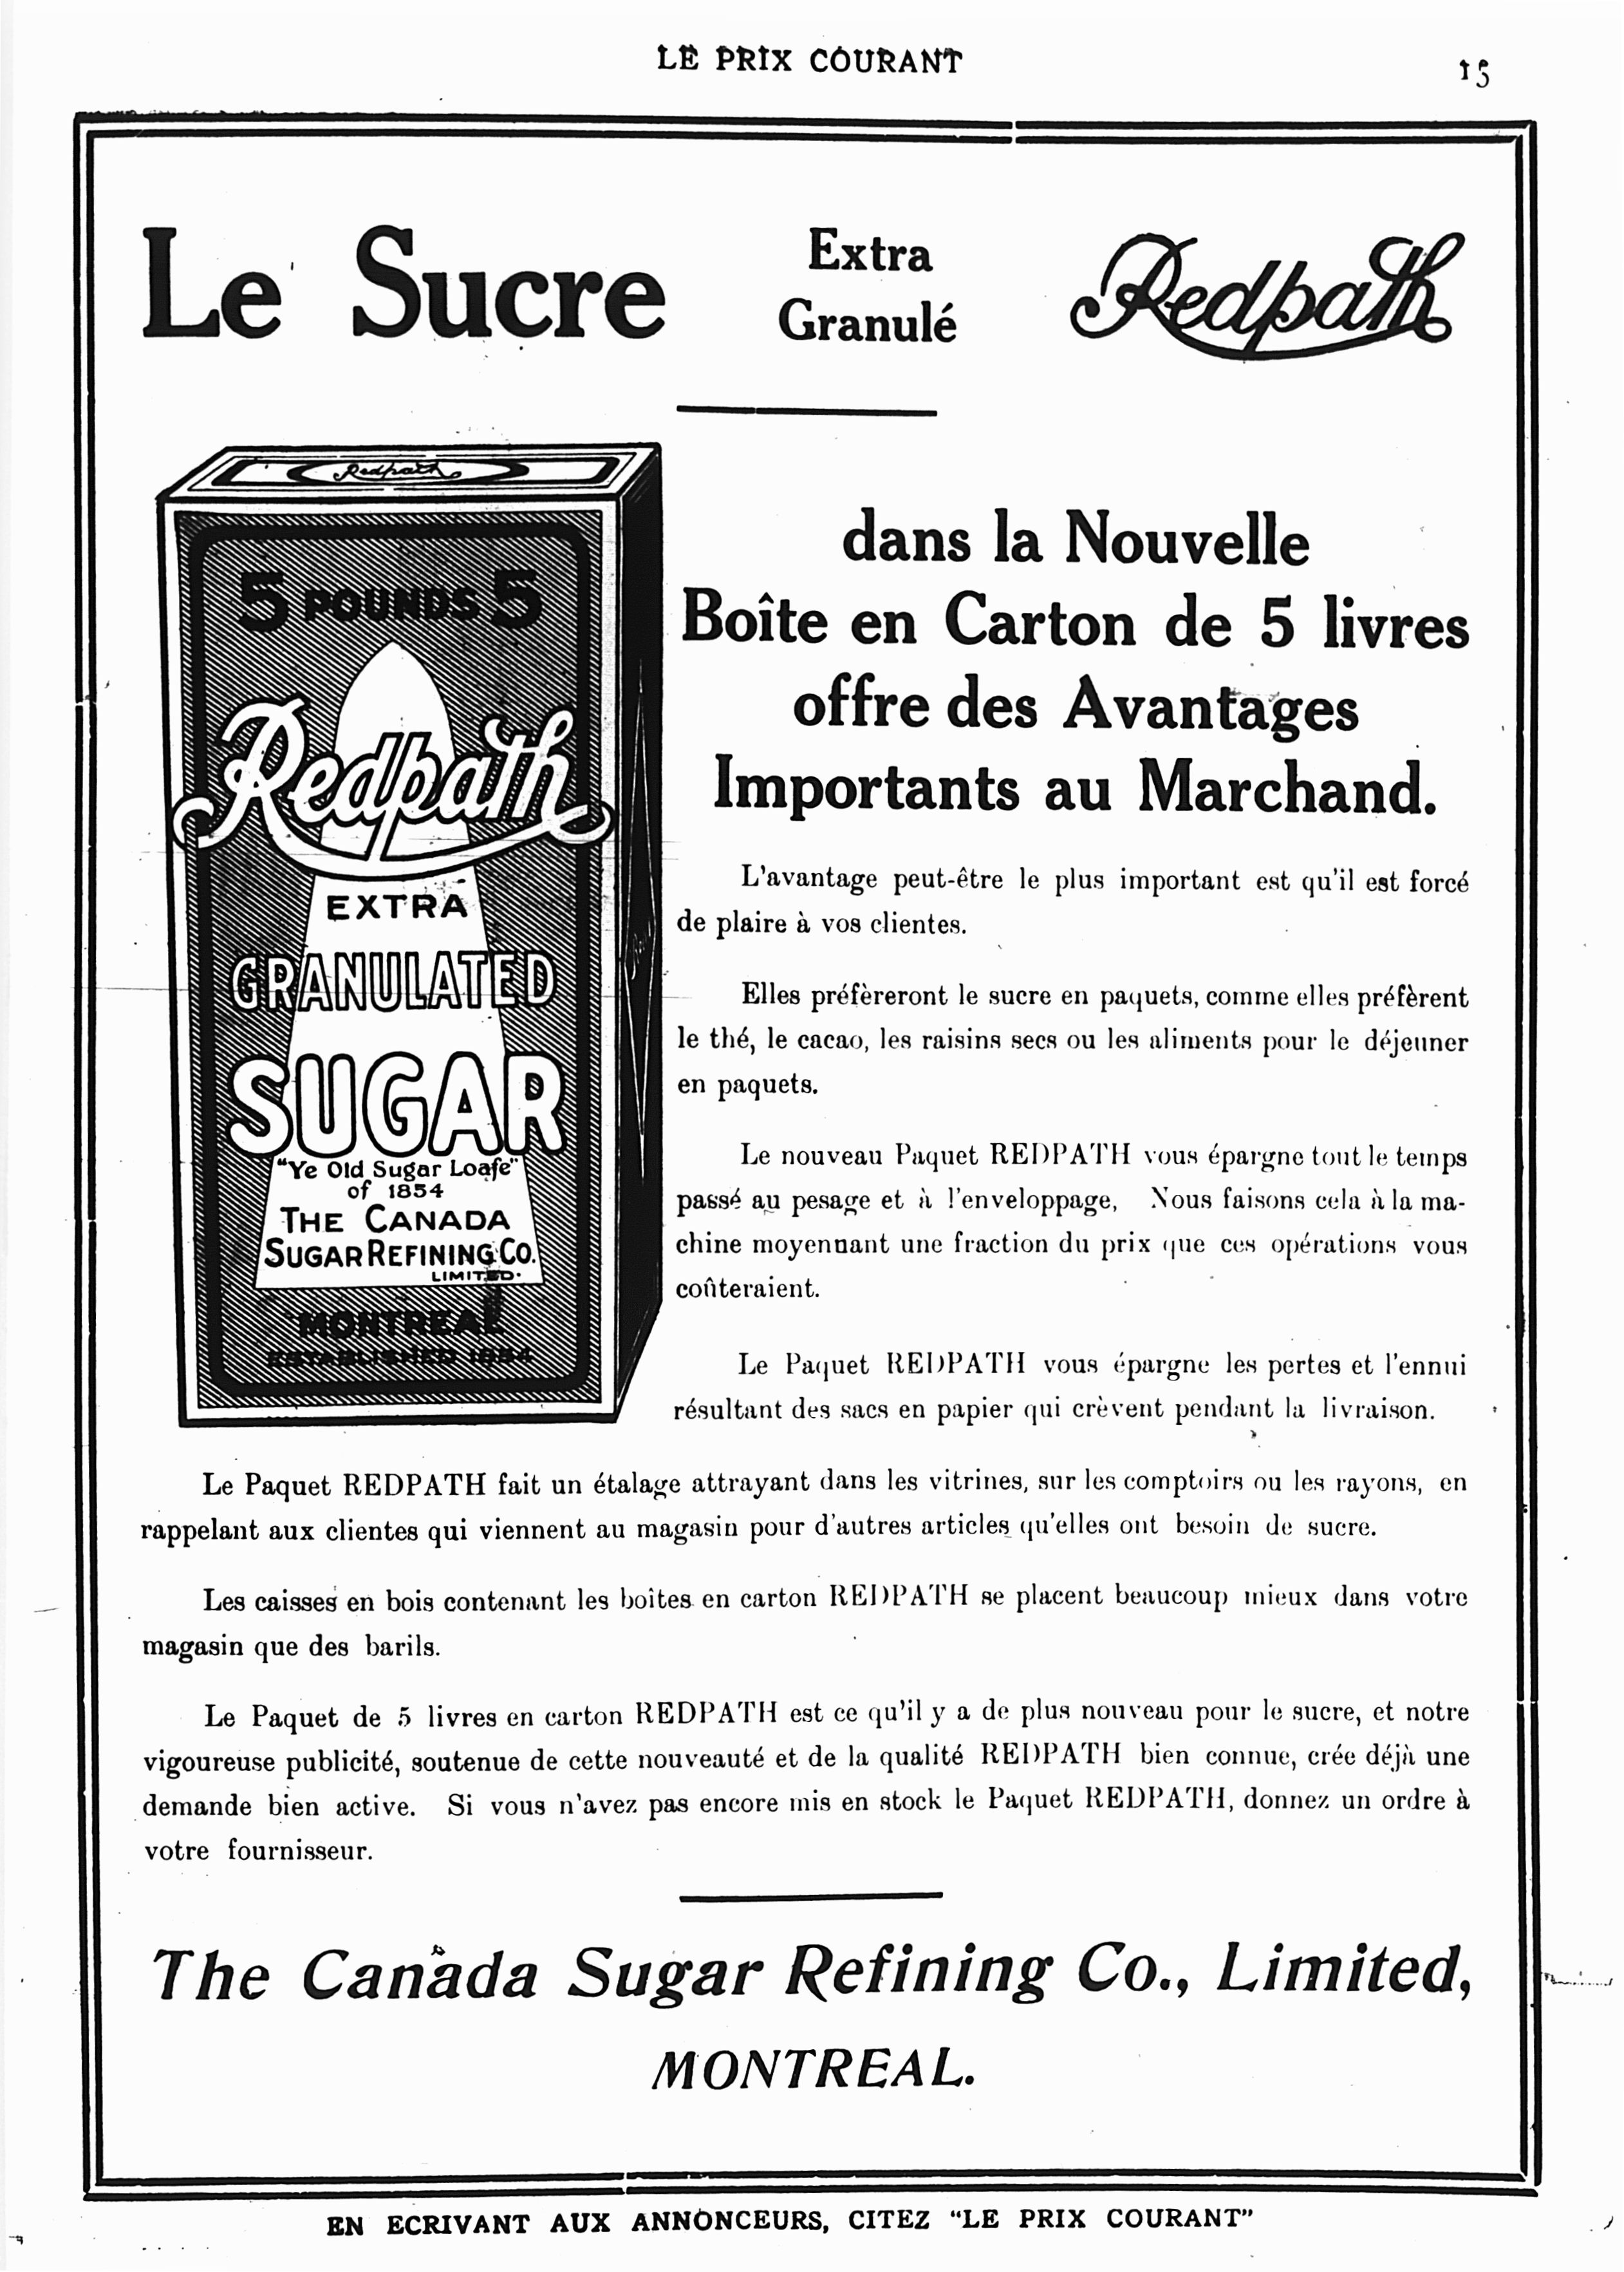 LE PRIX COURANT
15
Le Sucre
Extra
Granulé
Redpath
Redpath
5 POUNDS 5
Redpath
EXTRA
GRANULATED
SUGAR
"Ye Old Sugar Loafe"
of 1854
THE CANADA
SUGAR REFINING CO.
LIMITED.
MONTREAL
ESTABLISHED 1854
dans la Nouvelle
Boîte en Carton de 5 livres
offre des Avantages
Importants au Marchand.
L'avantage peut-être le plus important est qu'il est forcé
de plaire à vos clientes.
Elles préfèreront le sucre en paquets, comme elles préfèrent
le thé, le cacao, les raisins secs ou les aliments pour le déjeuner
en paquets.
Le nouveau Paquet REDPATH vous épargne tout le temps
passé au pesage et à l'enveloppage, Nous faisons cela à la ma-
chine moyennant une fraction du prix que ces opérations vous
coûteraient.
Le Paquet REDPATH vous épargne les pertes et l'ennui
résultant des sacs en papier qui crèvent pendant la livraison.
Le Paquet REDPATH fait un étalage attrayant dans les vitrines, sur les comptoirs ou les rayons, en
rappelant aux clientes qui viennent au magasin pour d'autres articles qu'elles ont besoin de sucre.
Les caisses en bois contenant les boîtes en carton REDPATH se placent beaucoup mieux dans votre
magasin que des barils.
Le Paquet de 5 livres en carton REDPATH est ce qu'il y a de plus nouveau pour le sucre, et notre
vigoureuse publicité, soutenue de cette nouveauté et de la qualité REDPATH bien connue, crée déjà une
demande bien active. Si vous n'avez pas encore mis en stock le Paquet REDPATH, donnez un ordre à
votre fournisseur.
The Canada Sugar Refining Co., Limited,
MONTREAL.
EN ECRIVANT AUX ANNONCEURS, CITEZ "LE PRIX COURANT"